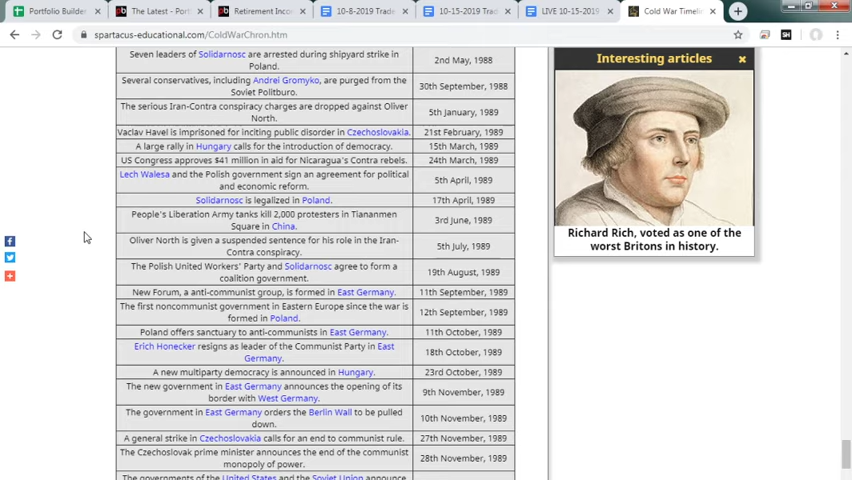 Portfolio Builder
The Latest - Port
Retirement Incor
10-8-2019 Trade
10-15-2019 Trad
LIVE 10-15-2019
Cold War Timelin
spartacus-educational.com/ColdWarChron.htm
Seven leaders of Solidarnosc are arrested during shipyard strike in
Poland.
2nd May, 1988
Several conservatives, including Andrei Gromyko, are purged from the
Soviet Politburo.
30th September, 1988
The serious Iran-Contra conspiracy charges are dropped against Oliver
North.
5th January, 1989
Vaclav Havel is imprisoned for inciting public disorder in Czechoslovakia.
21st February, 1989
A large rally in Hungary calls for the introduction of democracy.
15th March, 1989
US Congress approves $41 million in aid for Nicaragua's Contra rebels.
24th March, 1989
Lech Walesa and the Polish government sign an agreement for political
and economic reform.
5th April, 1989
Solidarnosc is legalized in Poland.
17th April, 1989
People's Liberation Army tanks kill 2,000 protesters in Tiananmen
Square in China.
3rd June, 1989
Oliver North is given a suspended sentence for his role in the Iran-
Contra conspiracy.
5th July, 1989
The Polish United Workers' Party and Solidarnosc agree to form a
coalition government.
19th August, 1989
New Forum, a anti-communist group, is formed in East Germany.
11th September, 1989
The first noncommunist government in Eastern Europe since the war is
formed in Poland.
12th September, 1989
Poland offers sanctuary to anti-communists in East Germany.
11th October, 1989
Erich Honecker resigns as leader of the Communist Party in East
Germany.
18th October, 1989
A new multiparty democracy is announced in Hungary.
23rd October, 1989
The new government in East Germany announces the opening of its
border with West Germany.
9th November, 1989
The government in East Germany orders the Berlin Wall to be pulled
down.
10th November, 1989
A general strike in Czechoslovakia calls for an end to communist rule.
27th November, 1989
The Czechoslovak prime minister announces the end of the communist
monopoly of power.
28th November, 1989
The governments of the United States and the Soviet Union announce
Interesting articles
Richard Rich, voted as one of the
worst Britons in history.